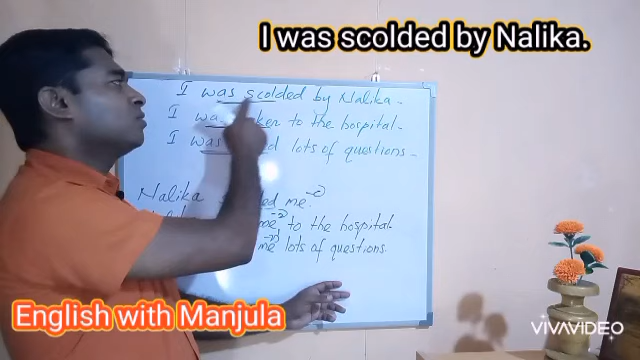 I was scolded by Nalika.
I was scolded by Nalika.
I to the hospital.
I was lots of questions.
Nalika me.
me to the hospital.
me lots of questions.
English with Manjula
VIVAVIDEO